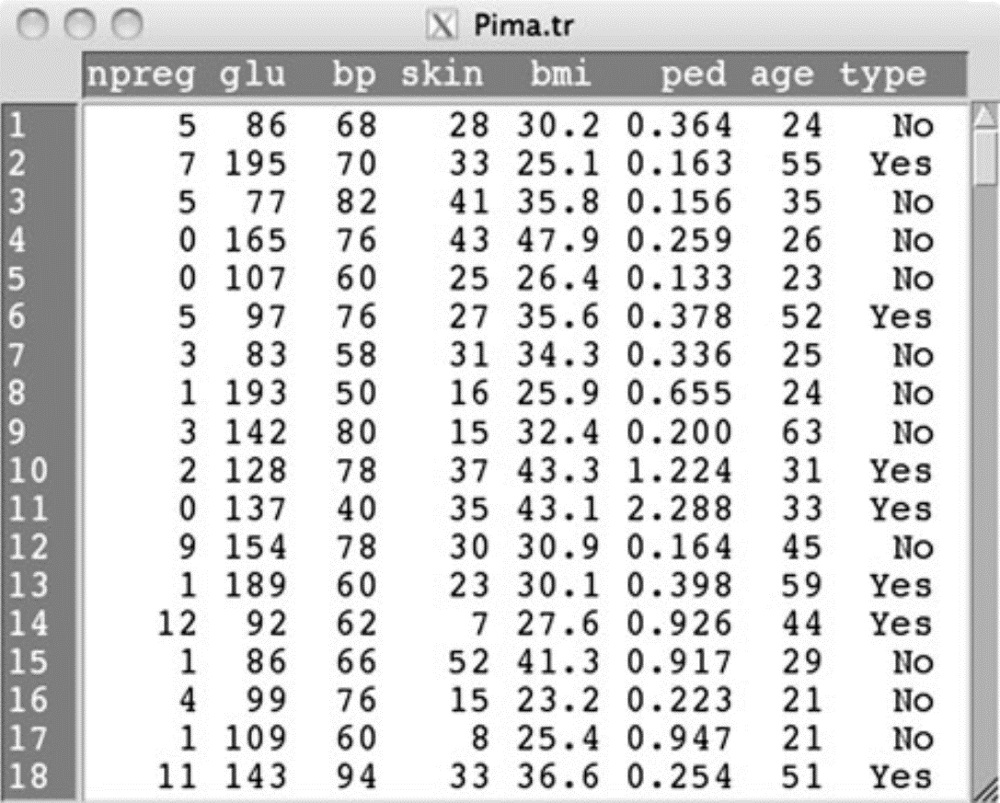 Pima.tr
npreg glu bp skin bmi ped age type
1 5 86 68 28 30.2 0.364 24 No
2 7 195 70 33 25.1 0.163 55 Yes
3 5 77 82 41 35.8 0.156 35 No
4 0 165 76 43 47.9 0.259 26 No
5 0 107 60 25 26.4 0.133 23 No
6 5 97 76 27 35.6 0.378 52 Yes
7 3 83 58 31 34.3 0.336 25 No
8 1 193 50 16 25.9 0.655 24 No
9 3 142 80 15 32.4 0.200 63 No
10 2 128 78 37 43.3 1.224 31 Yes
11 0 137 40 35 43.1 2.288 33 Yes
12 9 154 78 30 30.9 0.164 45 No
13 1 189 60 23 30.1 0.398 59 Yes
14 12 92 62 7 27.6 0.926 44 Yes
15 1 86 66 52 41.3 0.917 29 No
16 4 99 76 15 23.2 0.223 21 No
17 1 109 60 8 25.4 0.947 21 No
18 11 143 94 33 36.6 0.254 51 Yes